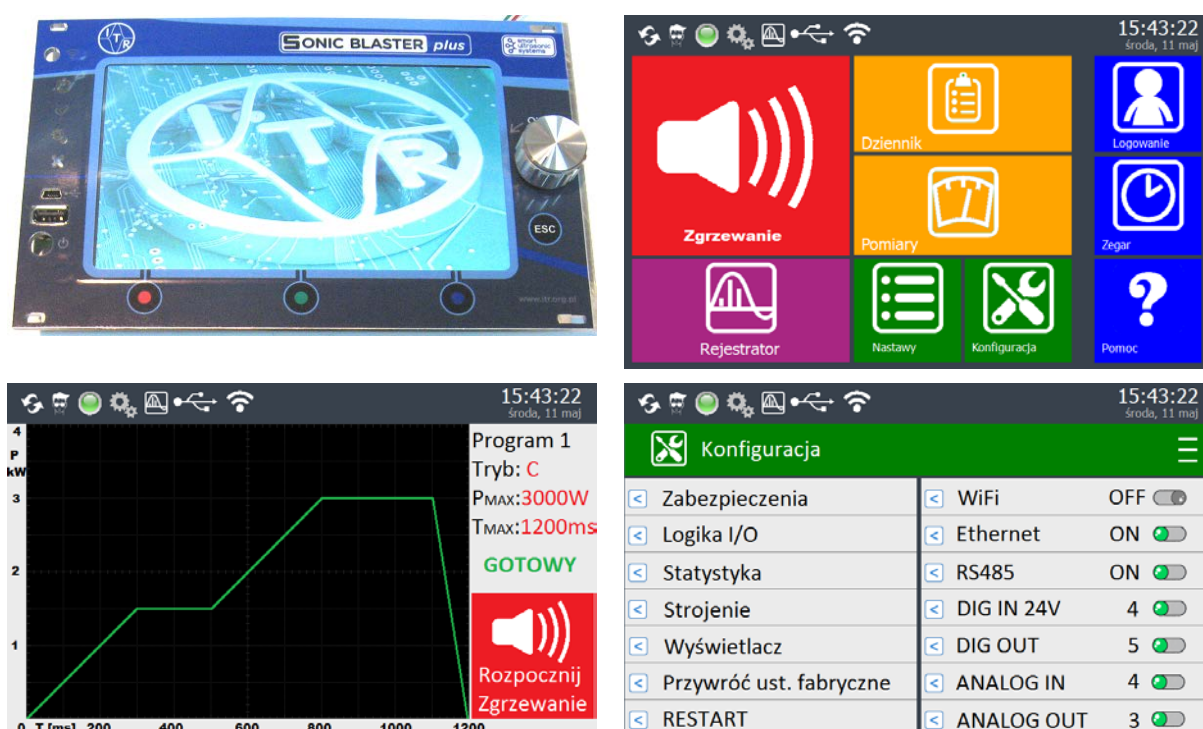 ITR
SONIC BLASTER plus
smart
ultrasonic
systems
ITR
ESC
www.itr.org.pl
15:43:22
środa, 11 maj
Zgrzewanie
Dziennik
Pomiary
Rejestrator
Nastawy
Konfiguracja
Logowanie
Zegar
Pomoc
15:43:22
środa, 11 maj
4
P
kW
3
2
1
0 T [ms] 200 400 600 800 1000 1200
Program 1
Tryb: C
PMAX:3000W
TMAX:1200ms
GOTOWY
Rozpocznij
Zgrzewanie
15:43:22
środa, 11 maj
Konfiguracja
< Zabezpieczenia
< Logika I/O
< Statystyka
< Strojenie
< Wyświetlacz
< Przywróć ust. fabryczne
< RESTART
< WiFi OFF
< Ethernet ON
< RS485 ON
< DIG IN 24V 4
< DIG OUT 5
< ANALOG IN 4
< ANALOG OUT 3